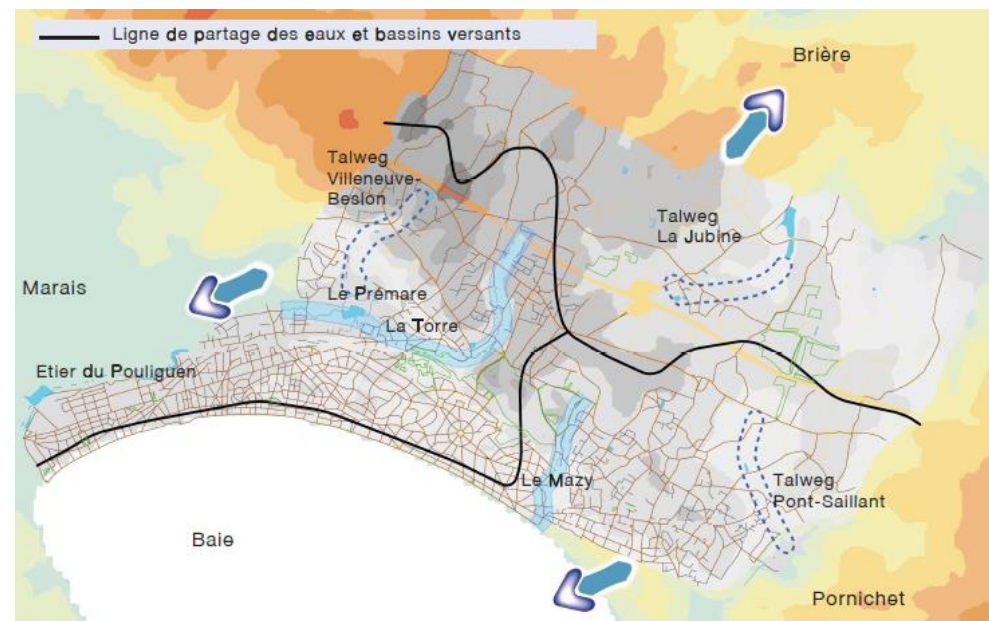 Ligne de partage des eaux et bassins versants
Brière
Talweg
Villeneuve-
Beslon
Talweg
La Jubine
Marais
Le Prémare
La Torre
Etier du Pouliguen
Le Mazy
Talweg
Pont-Saillant
Baie
Pornichet